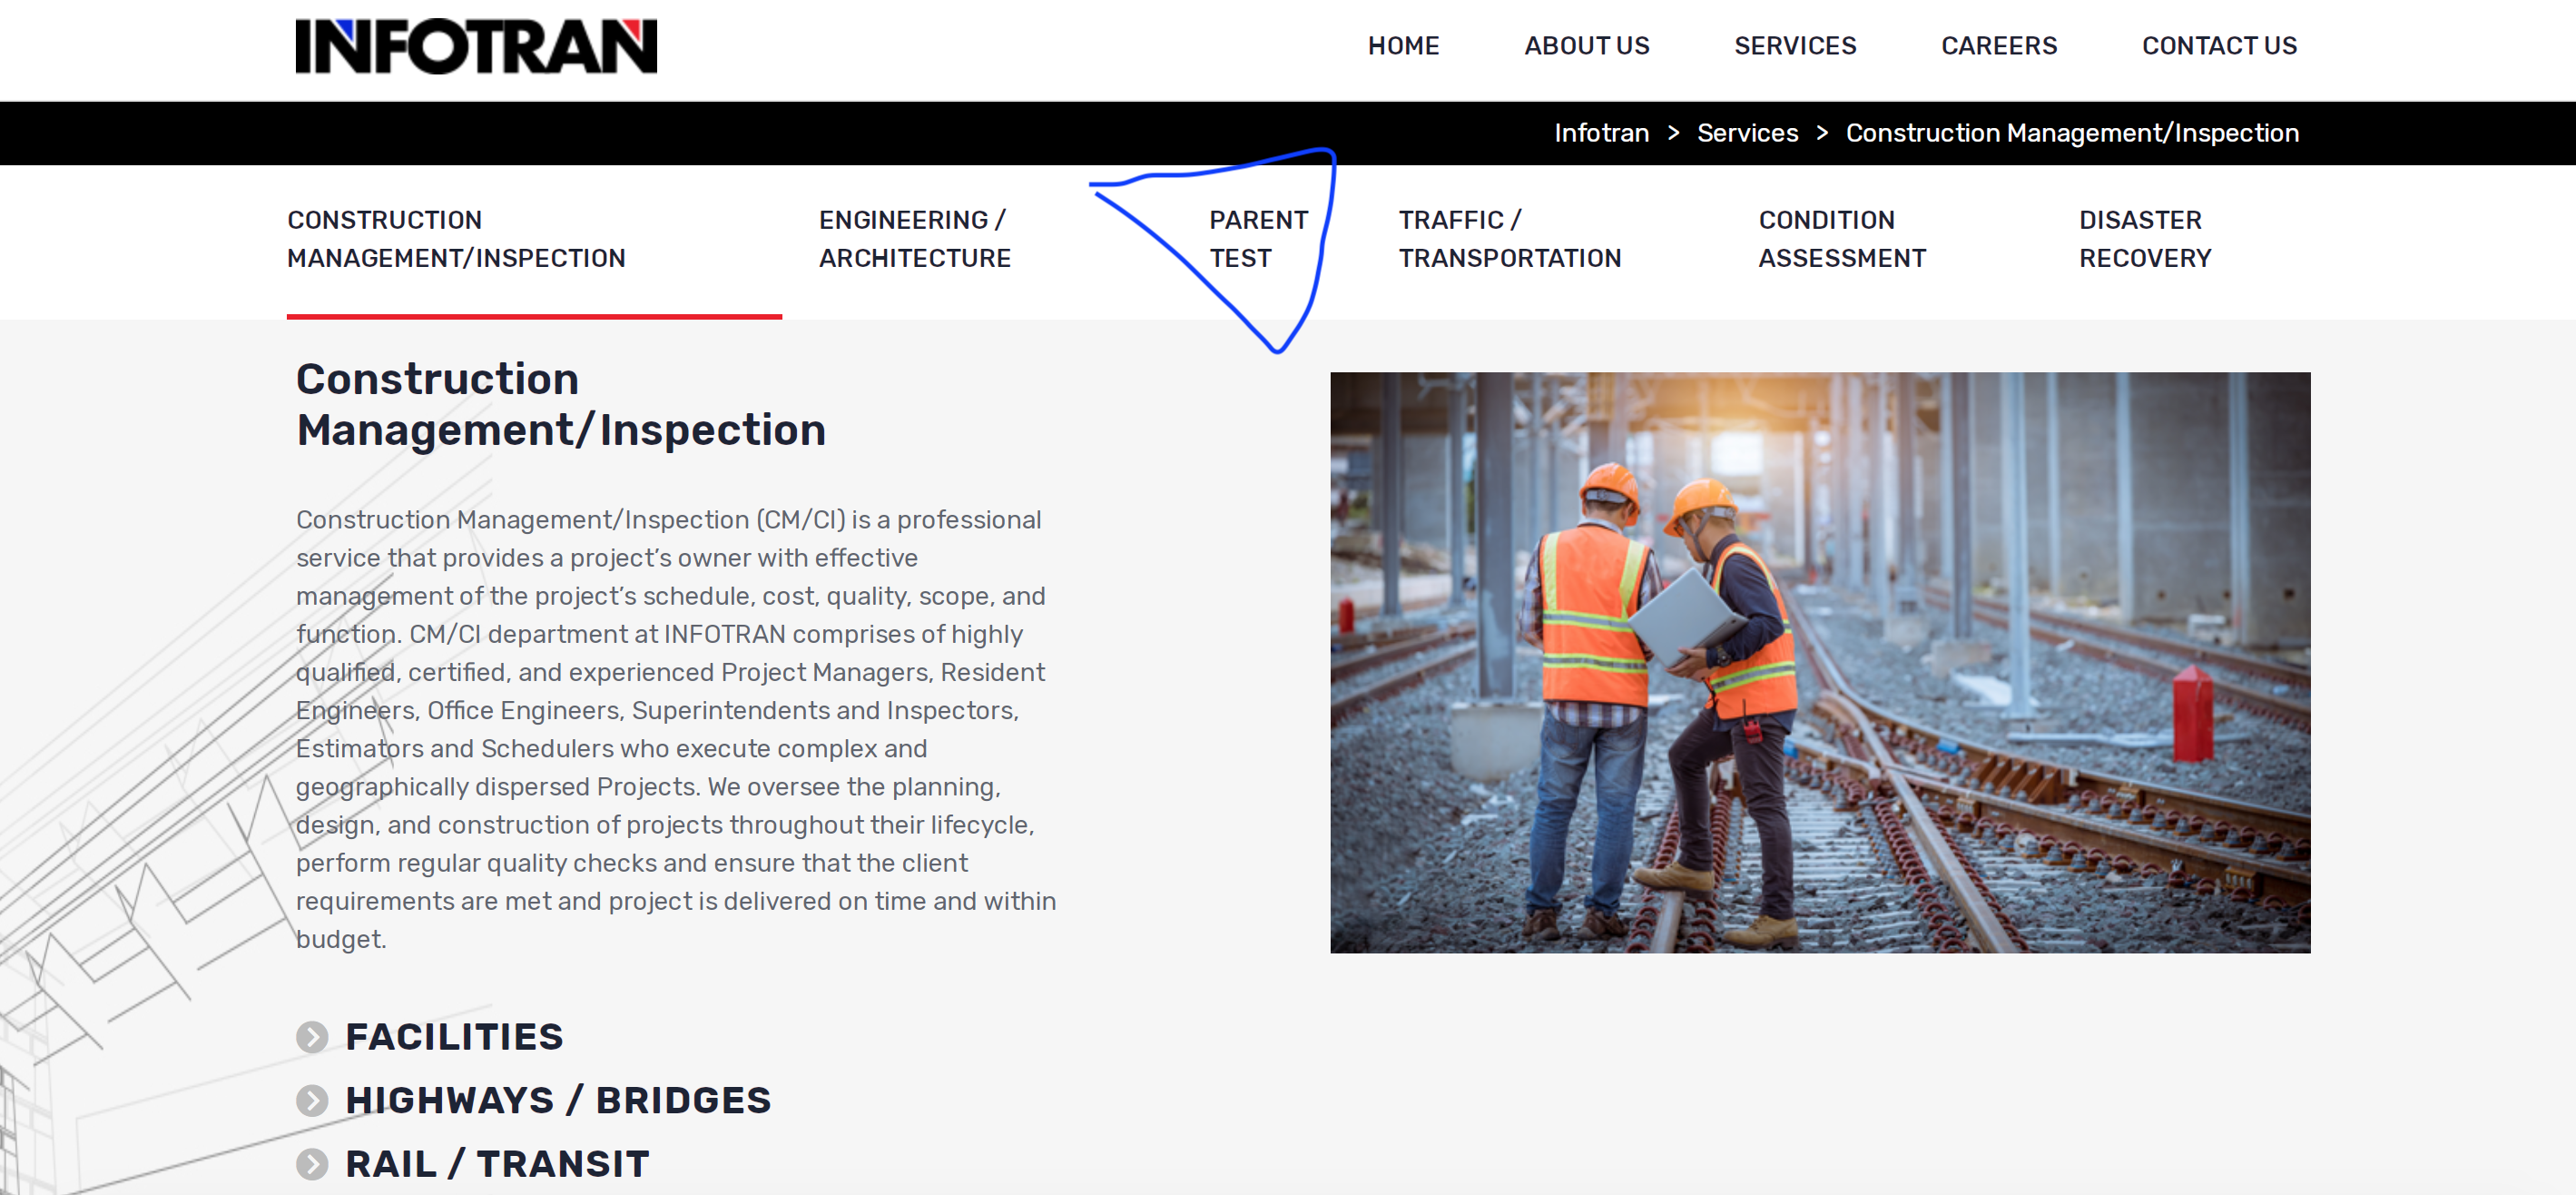 INFOTRAN
HOME ABOUT US SERVICES CAREERS CONTACT US
Infotran > Services > Construction Management/Inspection
CONSTRUCTION
MANAGEMENT/INSPECTION
ENGINEERING /
ARCHITECTURE
PARENT
TEST
TRAFFIC /
TRANSPORTATION
CONDITION
ASSESSMENT
DISASTER
RECOVERY
Construction
Management/Inspection
Construction Management/Inspection (CM/CI) is a professional
service that provides a project’s owner with effective
management of the project’s schedule, cost, quality, scope, and
function. CM/CI department at INFOTRAN comprises of highly
qualified, certified, and experienced Project Managers, Resident
Engineers, Office Engineers, Superintendents and Inspectors,
Estimators and Schedulers who execute complex and
geographically dispersed Projects. We oversee the planning,
design, and construction of projects throughout their lifecycle,
perform regular quality checks and ensure that the client
requirements are met and project is delivered on time and within
budget.
FACILITIES
HIGHWAYS / BRIDGES
RAIL / TRANSIT